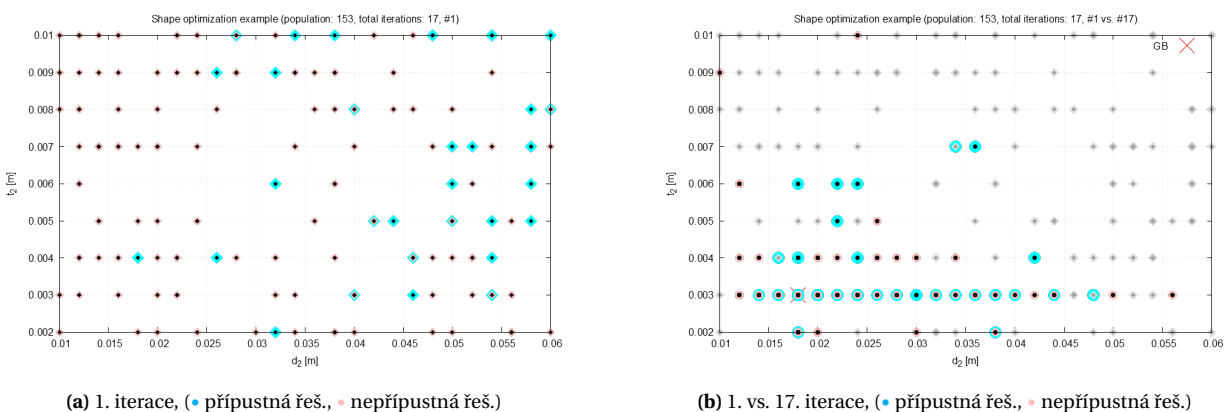 Shape optimization example (population: 153, total iterations: 17, #1)
0.01
0.009
0.008
0.007
0.006
0.005
0.004
0.003
0.002
t2 [m]
0.01 0.015 0.02 0.025 0.03 0.035 0.04 0.045 0.05 0.055 0.06
d2 [m]
(a) 1. iterace, (• přípustná řeš., • nepřípustná řeš.)
Shape optimization example (population: 153, total iterations: 17, #1 vs. #17)
GB
0.01
0.009
0.008
0.007
0.006
0.005
0.004
0.003
0.002
t2 [m]
0.01 0.015 0.02 0.025 0.03 0.035 0.04 0.045 0.05 0.055 0.06
d2 [m]
(b) 1. vs. 17. iterace, (• přípustná řeš., • nepřípustná řeš.)